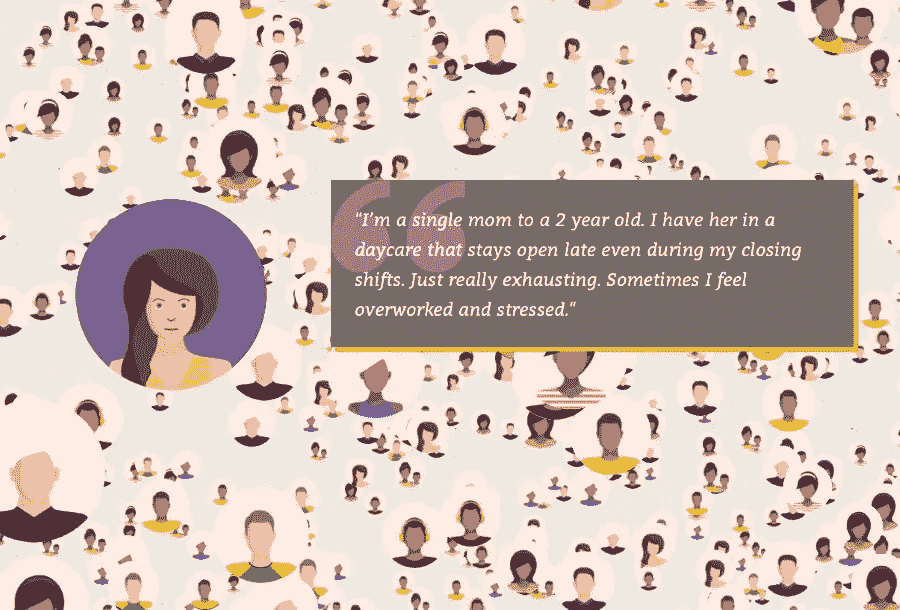 “I’m a single mom to a 2 year old. I have her in a
daycare that stays open late even during my closing
shifts. Just really exhausting. Sometimes I feel
overworked and stressed.“